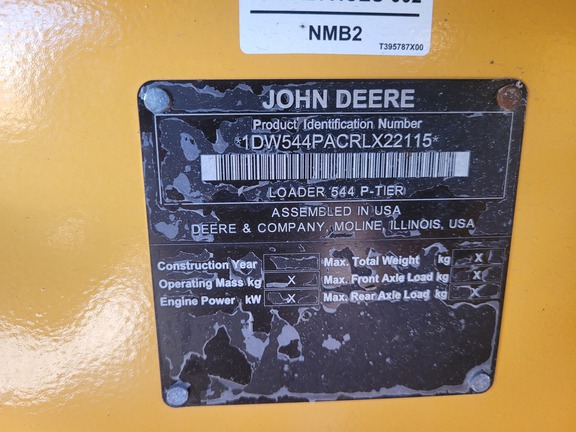 NMB2
T395787X00
JOHN DEERE
Product Identification Number
*1DW544PACRLX22115*
LOADER 544 P-TIER
ASSEMBLED IN USA
DEERE & COMPANY, MOLINE, ILLINOIS, USA
Construction Year
Max. Total Weight kg X
Operating Mass kg X
Max. Front Axle Load kg X
Engine Power kW X
Max. Rear Axle Load kg X